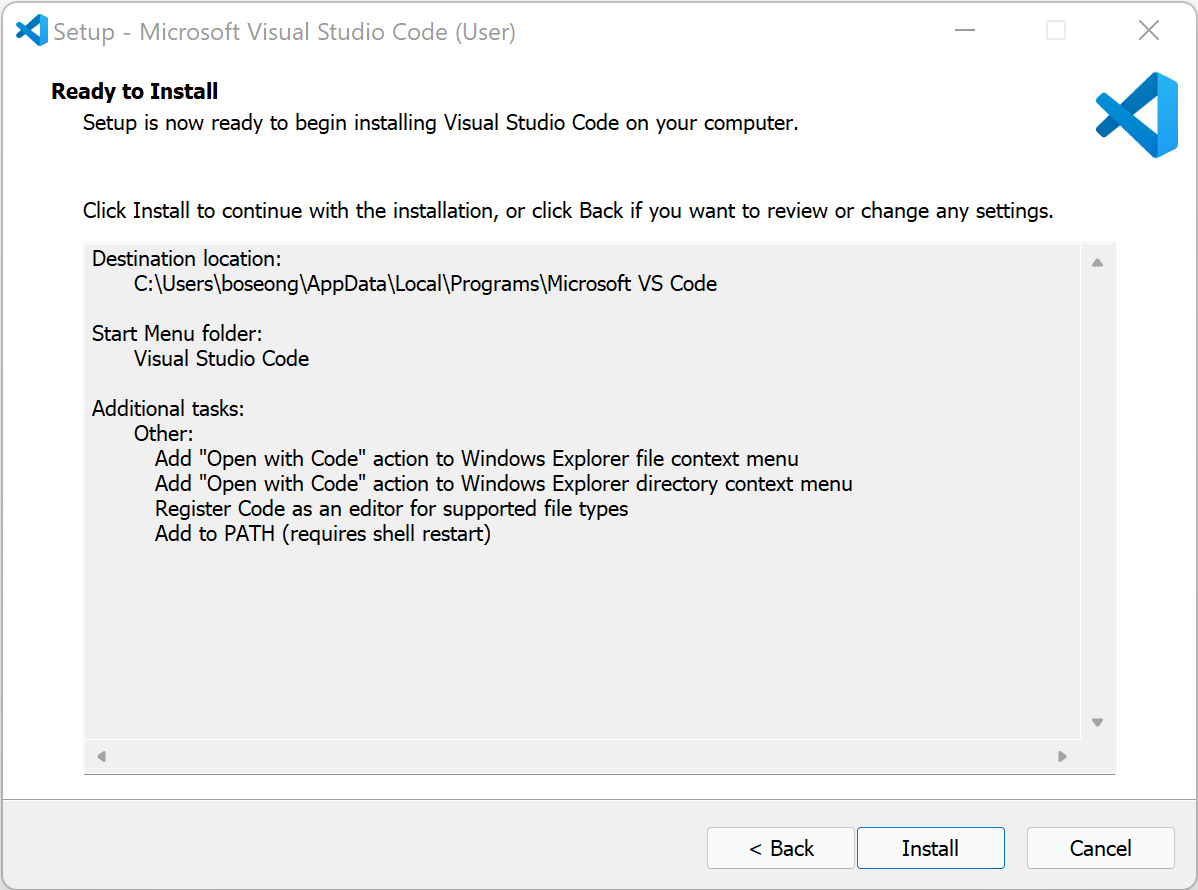 Setup - Microsoft Visual Studio Code (User)
Ready to Install
Setup is now ready to begin installing Visual Studio Code on your computer.
Click Install to continue with the installation, or click Back if you want to review or change any settings.
Destination location:
C:\Users\boseong\AppData\Local\Programs\Microsoft VS Code
Start Menu folder:
Visual Studio Code
Additional tasks:
Other:
Add "Open with Code" action to Windows Explorer file context menu
Add "Open with Code" action to Windows Explorer directory context menu
Register Code as an editor for supported file types
Add to PATH (requires shell restart)
< Back
Install
Cancel